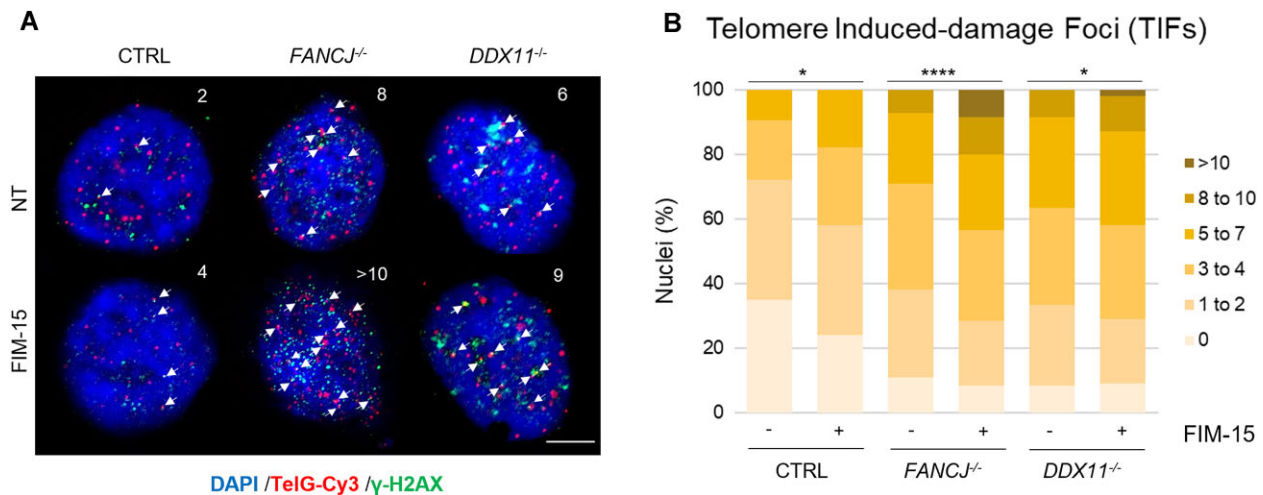 A
CTRL FANCJ-/- DDX11-/-
NT
2 8 6
FIM-15
4 >10 9
DAPI /TelG-Cy3 /γ-H2AX
B Telomere Induced-damage Foci (TIFs)
* **** *
Nuclei (%)
100
80
60
40
20
0
>10
8 to 10
5 to 7
3 to 4
1 to 2
0
- + - + - + FIM-15
CTRL FANCJ-/- DDX11-/-